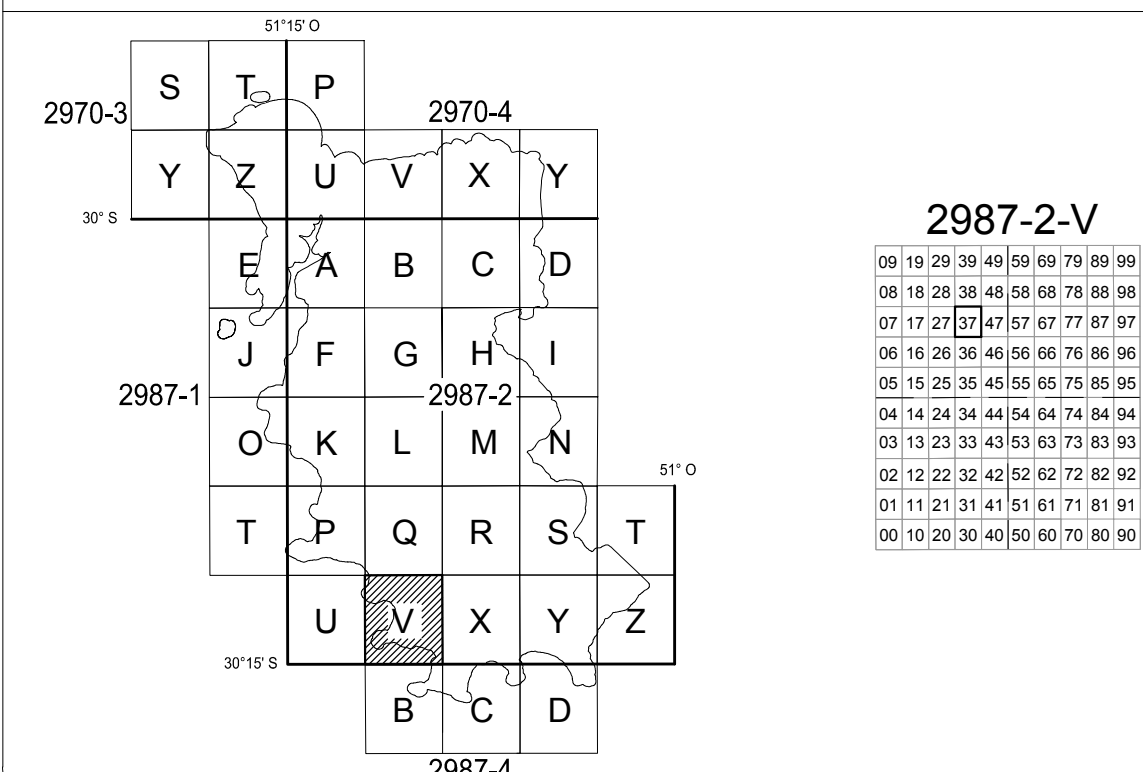 51°15' O
S T P
2970-3
2970-4
Y Z U V X Y
30° S
E A B C D
J F G H I
2987-1
2987-2
O K L M N
51° O
T P Q R S T
U V X Y Z
30°15' S
B C D
2987-4
2987-2-V
09 19 29 39 49 59 69 79 89 99
08 18 28 38 48 58 68 78 88 98
07 17 27 37 47 57 67 77 87 97
06 16 26 36 46 56 66 76 86 96
05 15 25 35 45 55 65 75 85 95
04 14 24 34 44 54 64 74 84 94
03 13 23 33 43 53 63 73 83 93
02 12 22 32 42 52 62 72 82 92
01 11 21 31 41 51 61 71 81 91
00 10 20 30 40 50 60 70 80 90